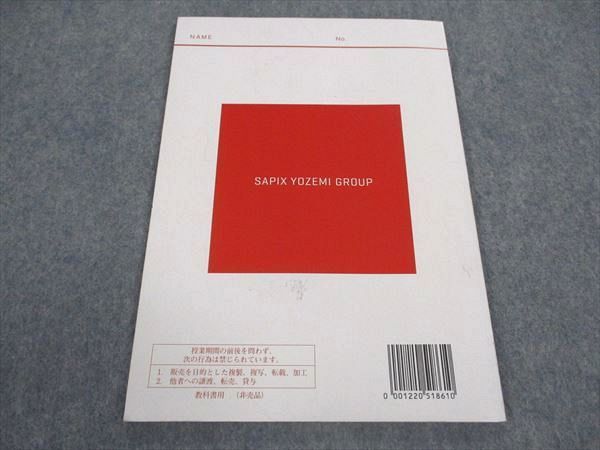 NAME No.
SAPIX YOZEMI GROUP
授業期間の前後を問わず、
次の行為は禁じられています。
1. 販売を目的とした複製、複写、転載、加工
2. 他者への譲渡、転売、貸与
教科書用 (非売品)
0 001220 518610